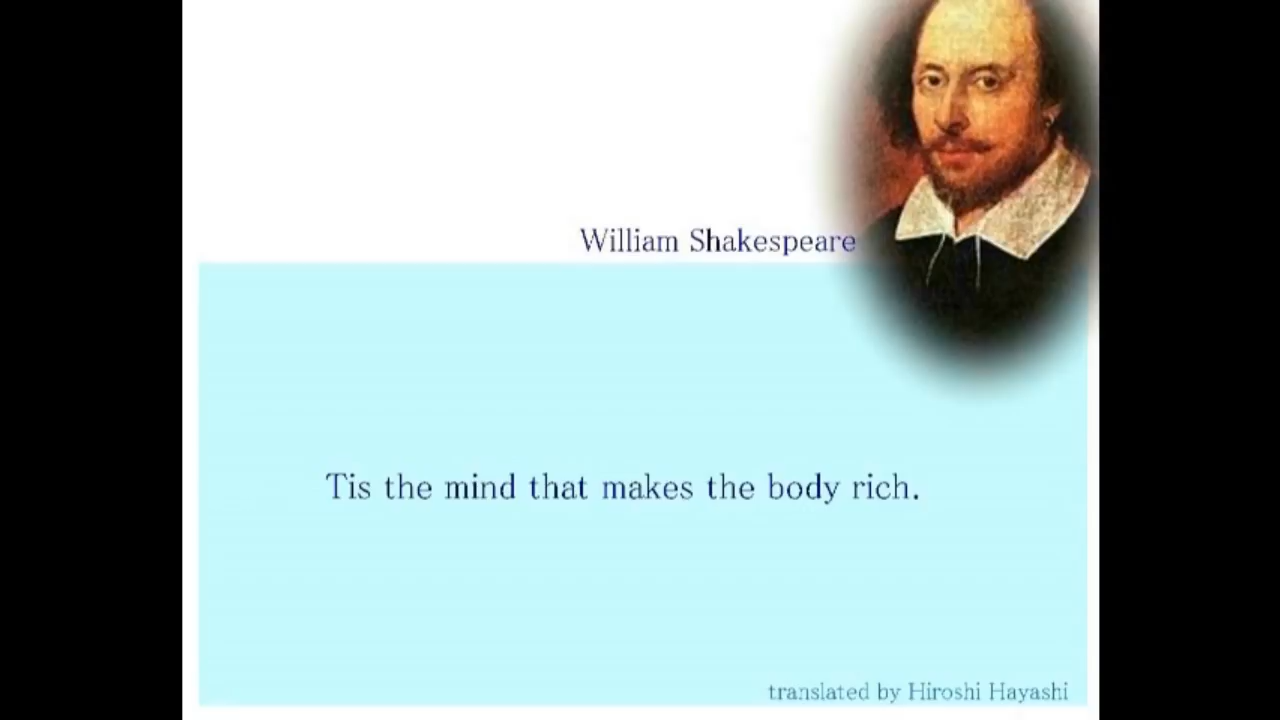 William Shakespeare
Tis the mind that makes the body rich.
translated by Hiroshi Hayashi